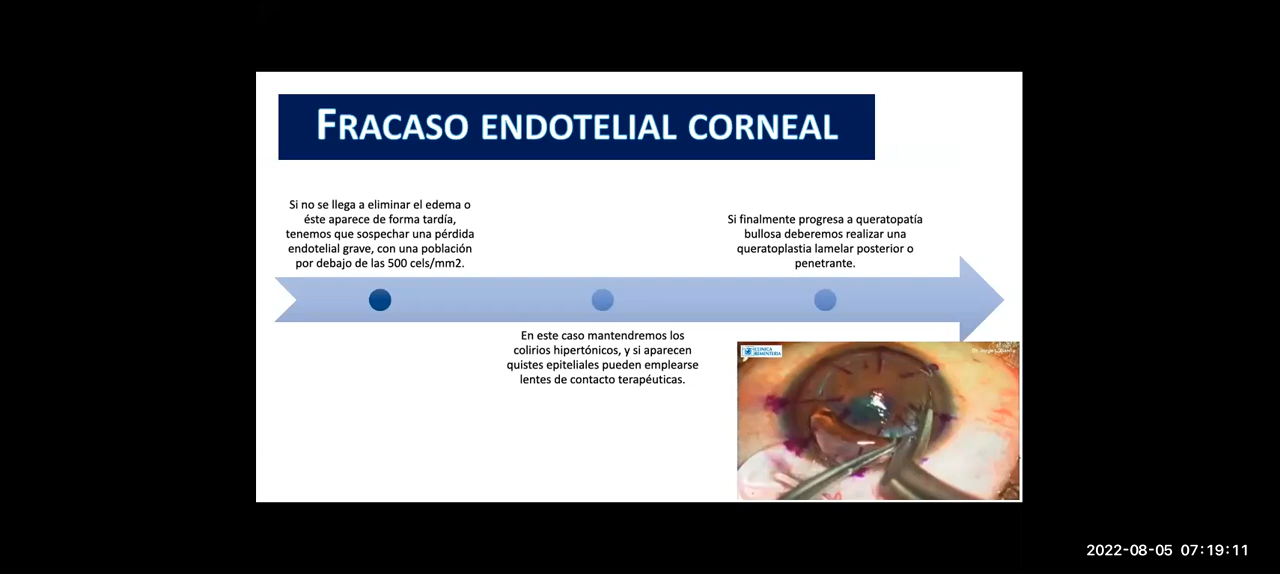 FRACASO ENDOTELIAL CORNEAL
Si no se llega a eliminar el edema o
éste aparece de forma tardía,
tenemos que sospechar una pérdida
endotelial grave, con una población
por debajo de las 500 cels/mm2.
En este caso mantendremos los
colirios hipertónicos, y si aparecen
quistes epiteliales pueden emplearse
lentes de contacto terapéuticas.
Si finalmente progresa a queratopatía
bullosa deberemos realizar una
queratoplastia lamelar posterior o
penetrante.
CLINICA
REMENTERIA
2022-08-05 07:19:11